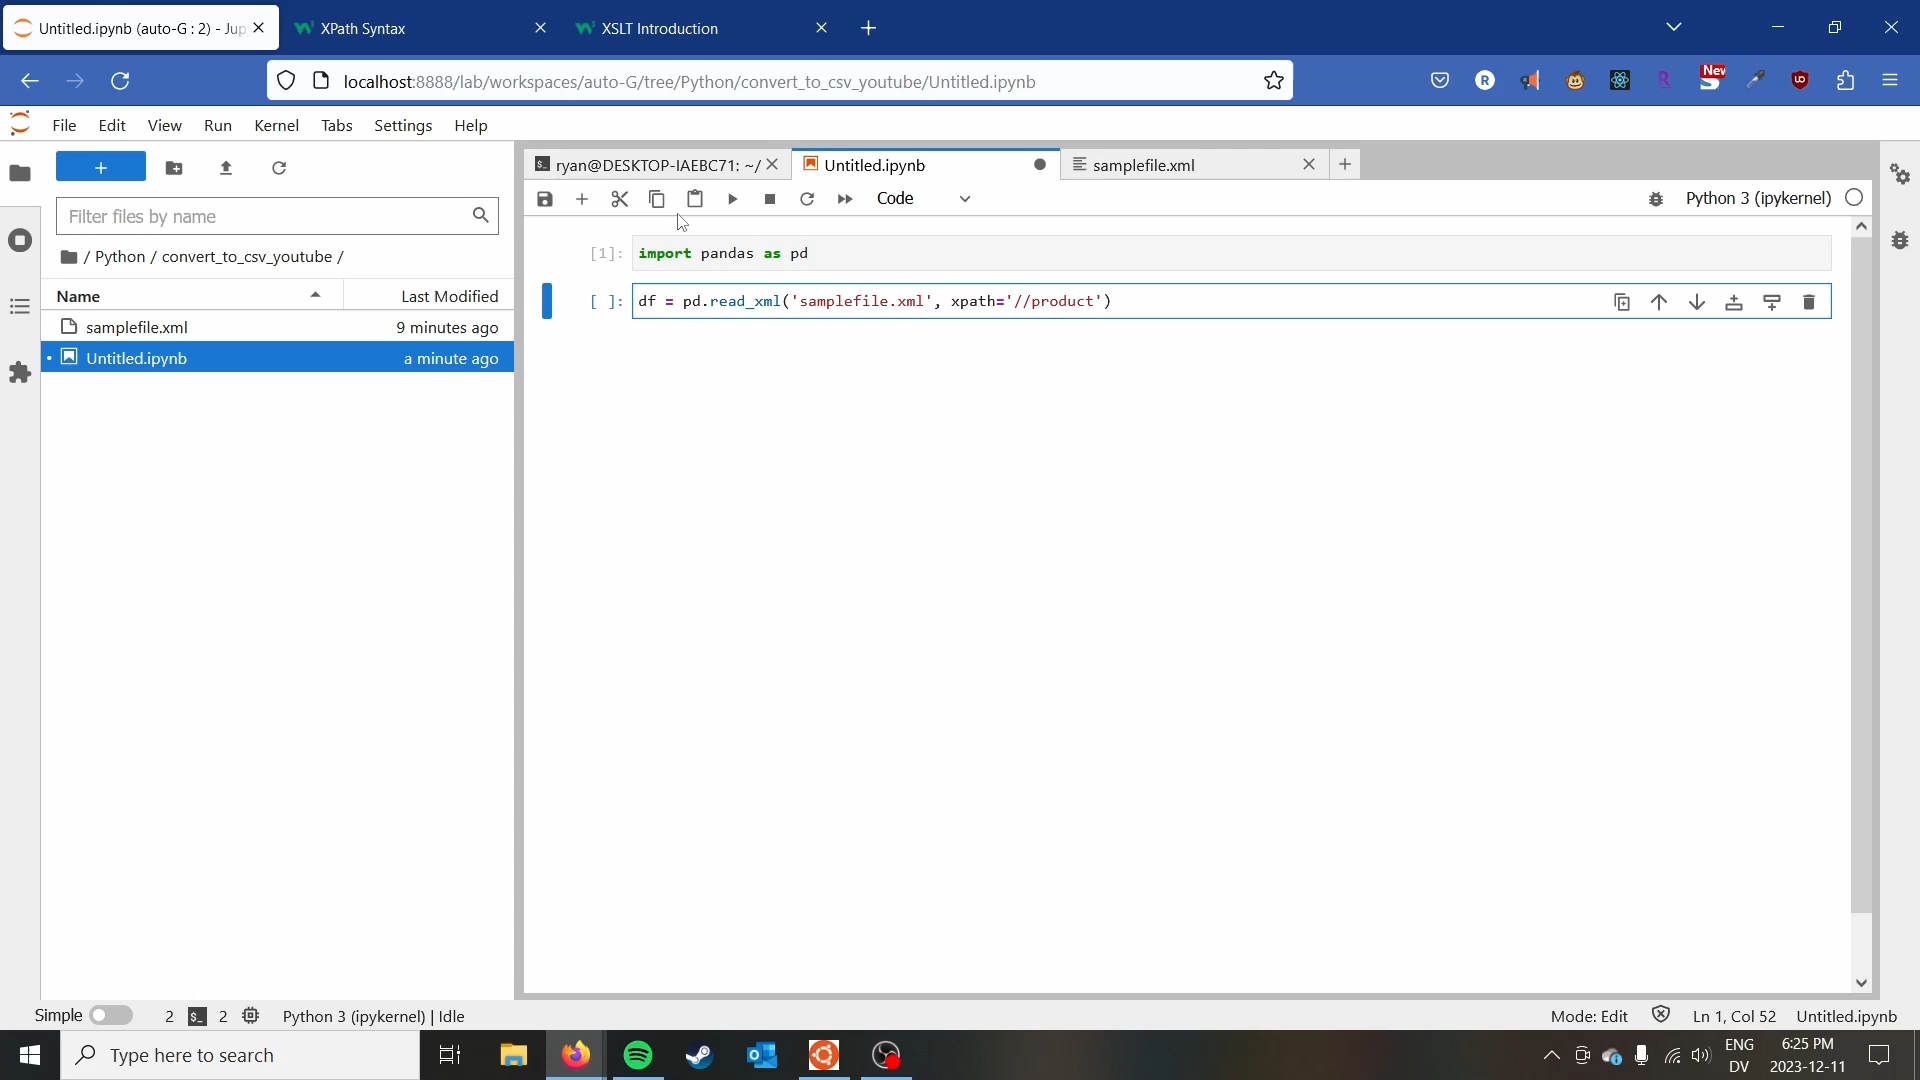 Untitled.ipynb (auto-G : 2) - Jup
XPath Syntax
XSLT Introduction
localhost:8888/lab/workspaces/auto-G/tree/Python/convert_to_csv_youtube/Untitled.ipynb
R
R
New
S
File Edit View Run Kernel Tabs Settings Help
ryan@DESKTOP-IAEBC71: ~/
Untitled.ipynb
samplefile.xml
Code
Python 3 (ipykernel)
Filter files by name
/ Python / convert_to_csv_youtube /
Name
Last Modified
samplefile.xml
9 minutes ago
Untitled.ipynb
a minute ago
[1]: import pandas as pd
[ ]: df = pd.read_xml('samplefile.xml', xpath='//product')
Simple
2
$_
2
Python 3 (ipykernel) | Idle
Mode: Edit
Ln 1, Col 52
Untitled.ipynb
Type here to search
ENG
DV
6:25 PM
2023-12-11